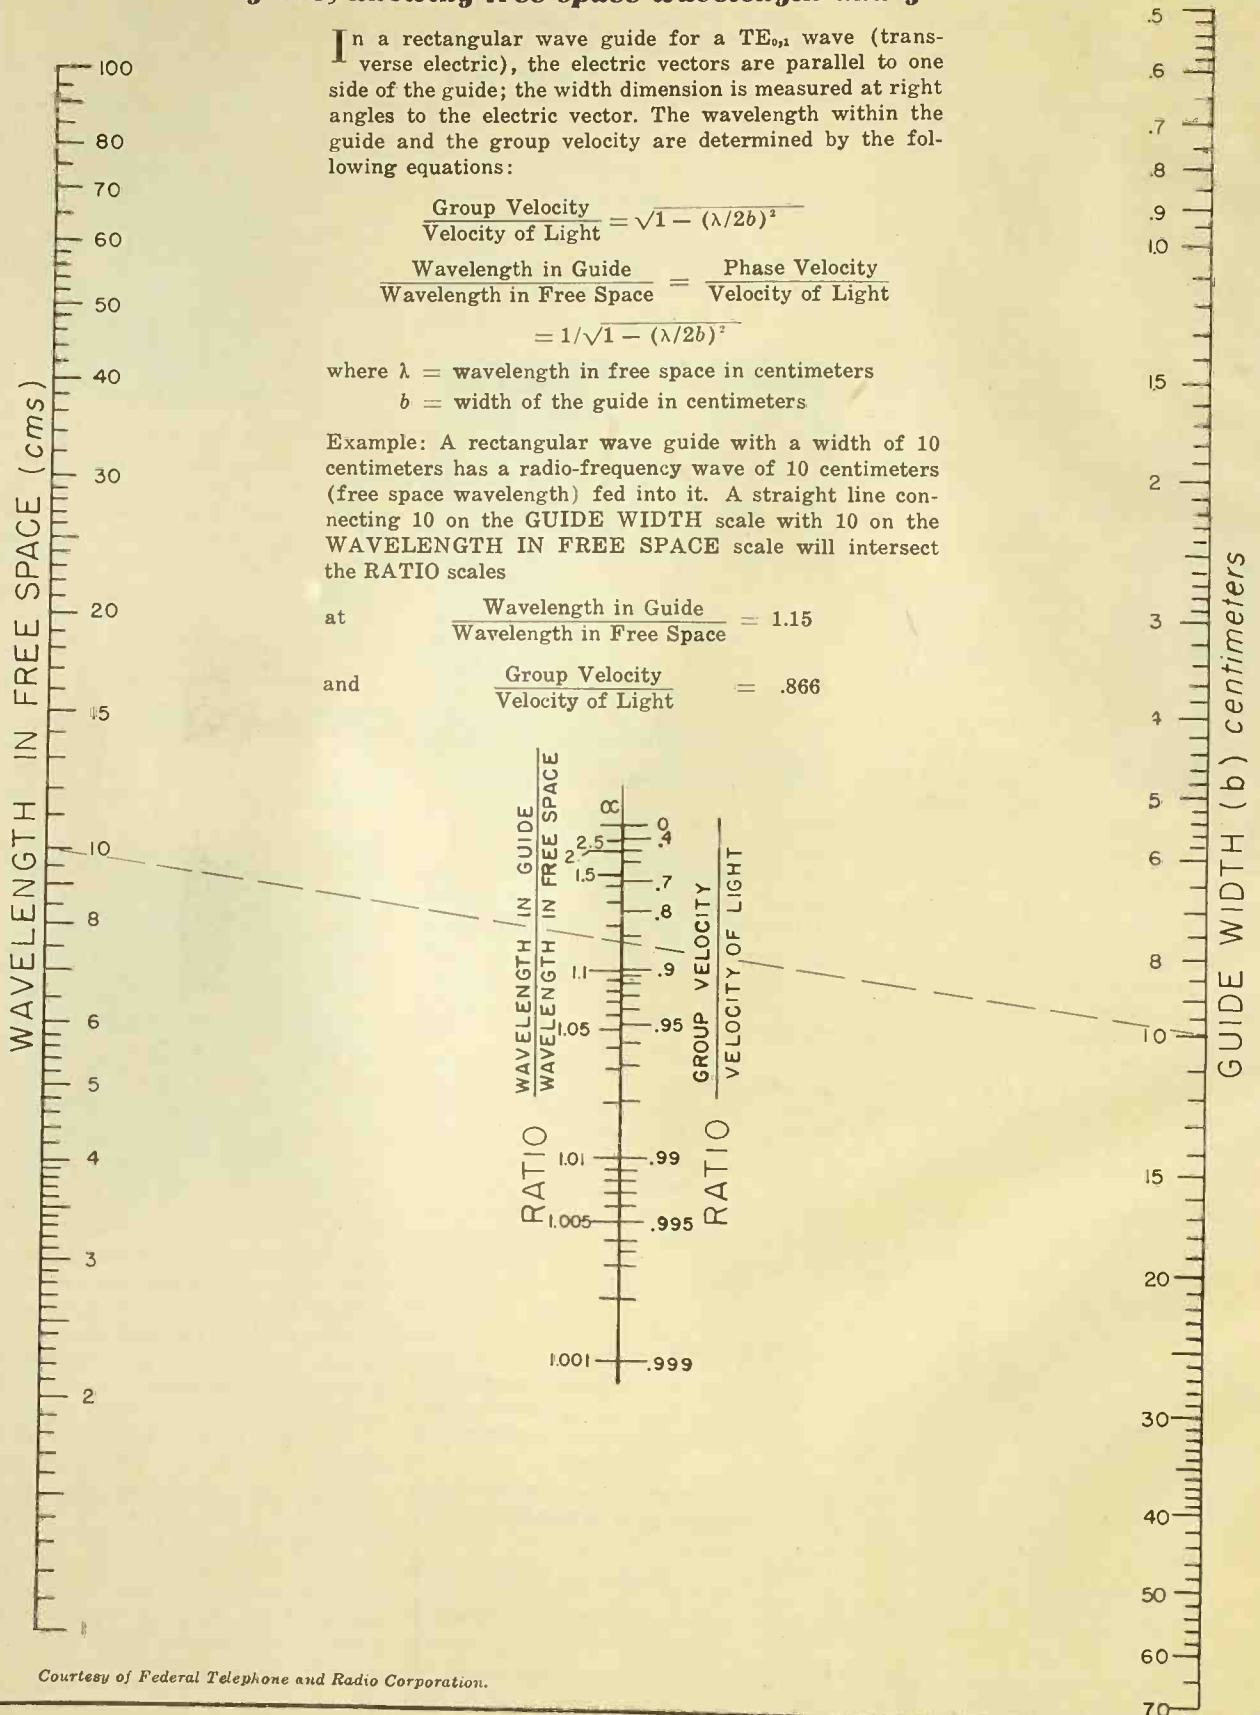 In a rectangular wave guide for a TE₀,₁ wave (trans-
verse electric), the electric vectors are parallel to one
side of the guide; the width dimension is measured at right
angles to the electric vector. The wavelength within the
guide and the group velocity are determined by the fol-
lowing equations:
Group Velocity
Velocity of Light
= √1 − (λ/2b)²
Wavelength in Guide
Wavelength in Free Space
=
Phase Velocity
Velocity of Light
= 1/√1 − (λ/2b)²
where λ = wavelength in free space in centimeters
b = width of the guide in centimeters
Example: A rectangular wave guide with a width of 10
centimeters has a radio-frequency wave of 10 centimeters
(free space wavelength) fed into it. A straight line con-
necting 10 on the GUIDE WIDTH scale with 10 on the
WAVELENGTH IN FREE SPACE scale will intersect
the RATIO scales
at
Wavelength in Guide
Wavelength in Free Space
= 1.15
and
Group Velocity
Velocity of Light
= .866
WAVELENGTH IN FREE SPACE (cms)
100
80
70
60
50
40
30
20
15
10
8
6
5
4
3
2
1
RATIO
WAVELENGTH IN GUIDE
WAVELENGTH IN FREE SPACE
∝
2.5
2
1.5
1.1
1.05
1.01
1.005
1.001
0
.4
.7
.8
.9
.95
.99
.995
.999
RATIO
GROUP VELOCITY
VELOCITY OF LIGHT
.5
.6
.7
.8
.9
1.0
1.5
2
3
4
5
6
8
10
15
20
30
40
50
60
70
GUIDE WIDTH (b) centimeters
Courtesy of Federal Telephone and Radio Corporation.